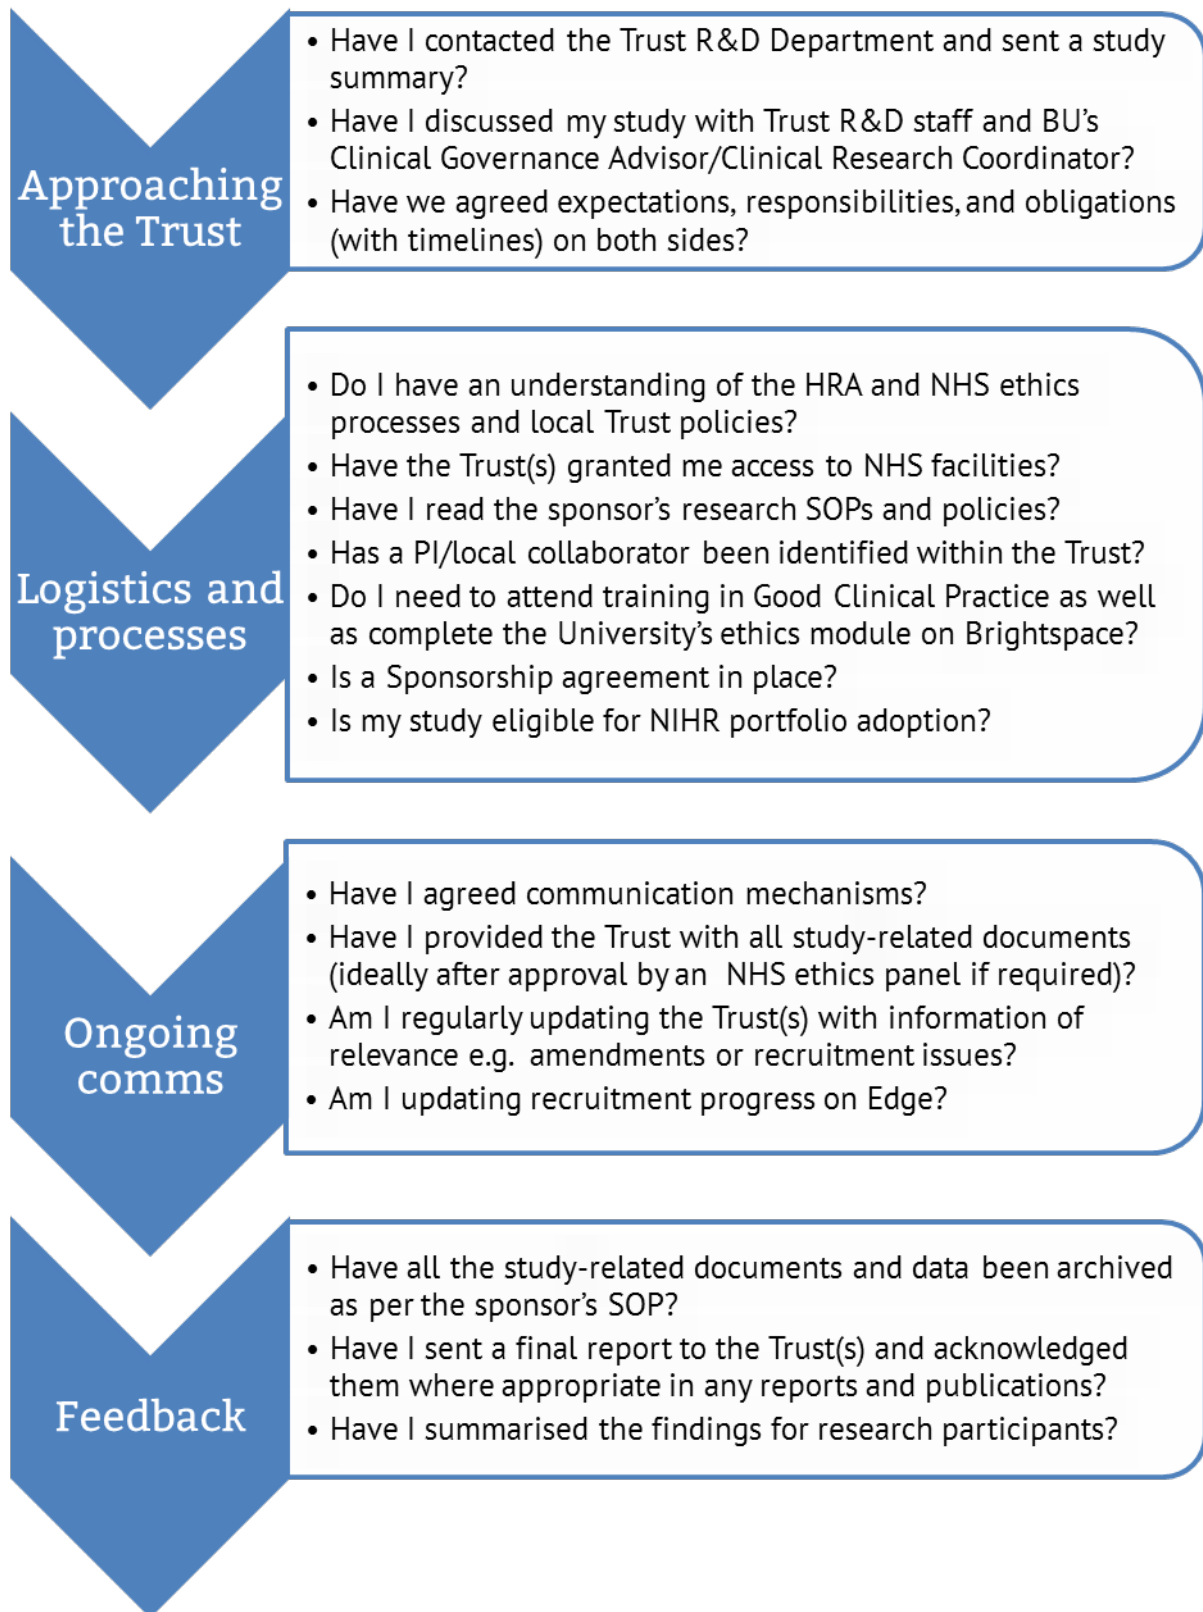 Approaching
the Trust
• Have I contacted the Trust R&D Department and sent a study
summary?
• Have I discussed my study with Trust R&D staff and BU's
Clinical Governance Advisor/Clinical Research Coordinator?
• Have we agreed expectations, responsibilities, and obligations
(with timelines) on both sides?
Logistics and
processes
• Do I have an understanding of the HRA and NHS ethics
processes and local Trust policies?
• Have the Trust(s) granted me access to NHS facilities?
• Have I read the sponsor's research SOPs and policies?
• Has a PI/local collaborator been identified within the Trust?
• Do I need to attend training in Good Clinical Practice as well
as complete the University's ethics module on Brightspace?
• Is a Sponsorship agreement in place?
• Is my study eligible for NIHR portfolio adoption?
Ongoing
comms
• Have I agreed communication mechanisms?
• Have I provided the Trust with all study-related documents
(ideally after approval by an NHS ethics panel if required)?
• Am I regularly updating the Trust(s) with information of
relevance e.g. amendments or recruitment issues?
• Am I updating recruitment progress on Edge?
Feedback
• Have all the study-related documents and data been archived
as per the sponsor's SOP?
• Have I sent a final report to the Trust(s) and acknowledged
them where appropriate in any reports and publications?
• Have I summarised the findings for research participants?